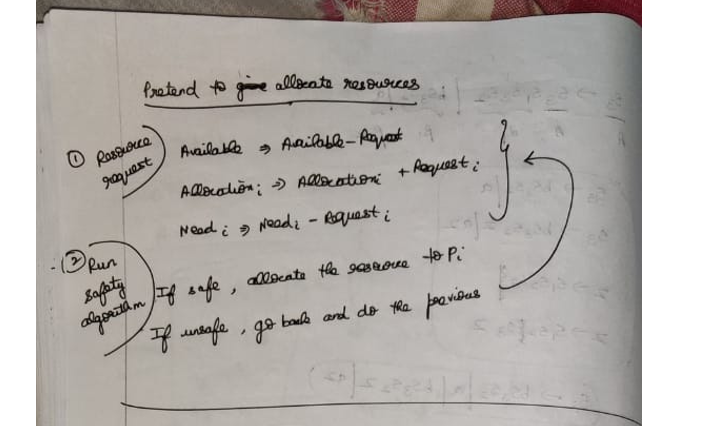 Pretend to give allocate resources
① Resource request
Available ⇒ Available - Request
Allocation i ⇒ Allocation i + Request i
Need i ⇒ Need i - Request i
② Run safaty algorithm
If safe, allocate the resource to Pi
If unsafe, go back and do the previous